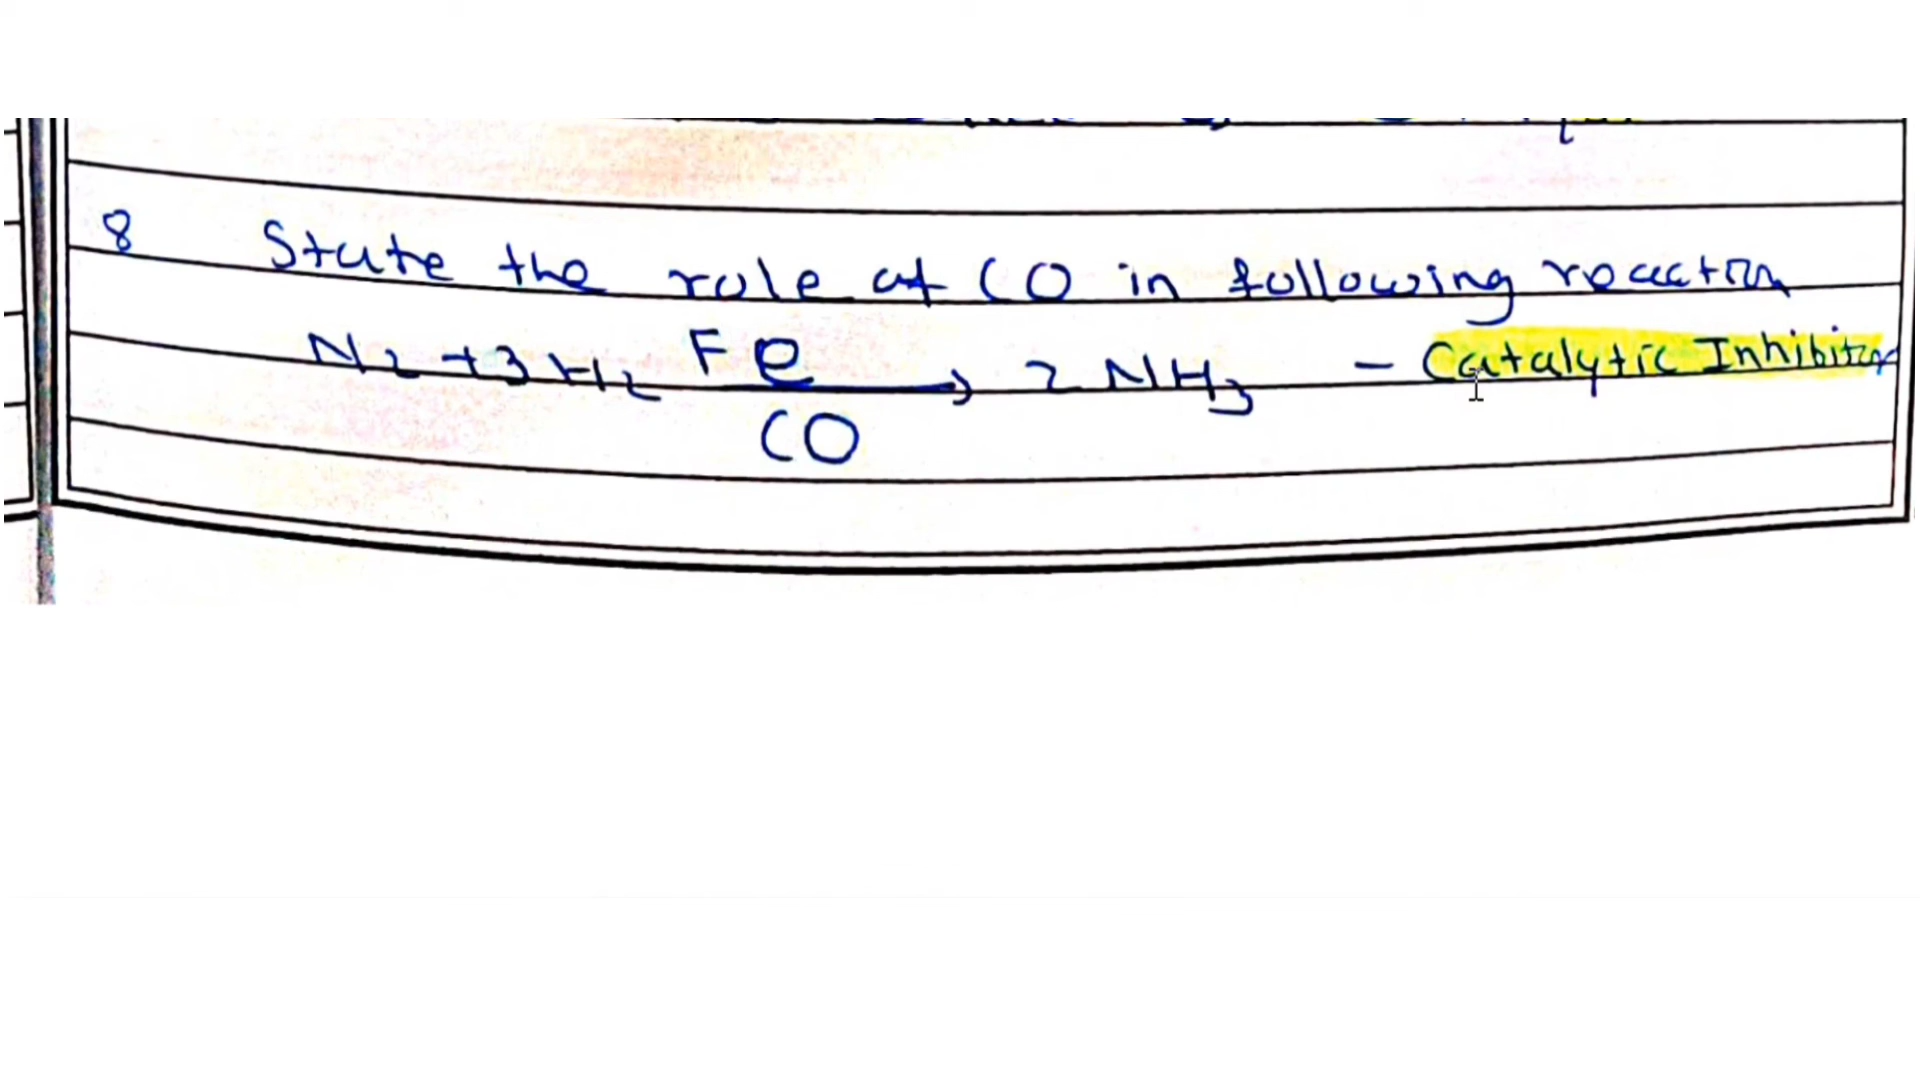 8 State the role of CO in following reaction
N2 + 3H2 Fe → 2NH3 - Catalytic Inhibitor
CO